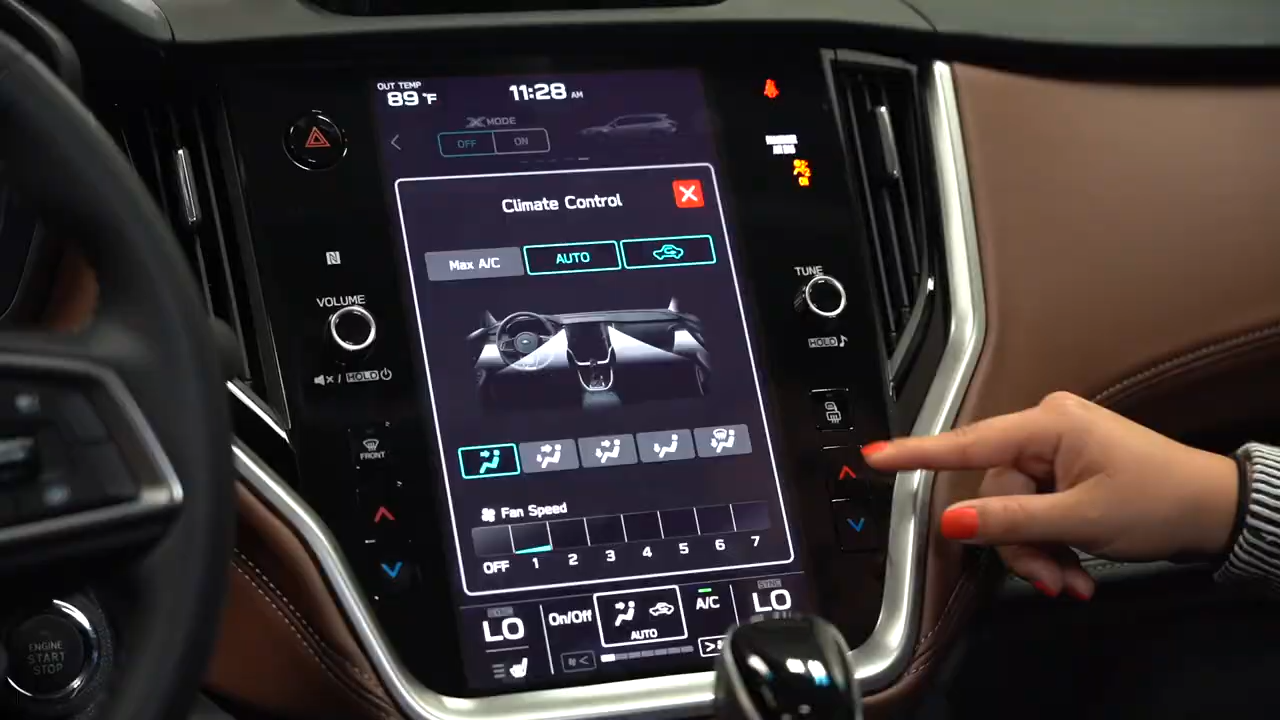 OUT TEMP
89°F
11:28 AM
X MODE
OFF ON
Climate Control
Max A/C AUTO
VOLUME
TUNE
HOLD
/ HOLD
FRONT
Fan Speed
OFF 1 2 3 4 5 6 7
SYNC
LO
On/Off
AUTO
A/C
SYNC
LO
ENGINE
START
STOP